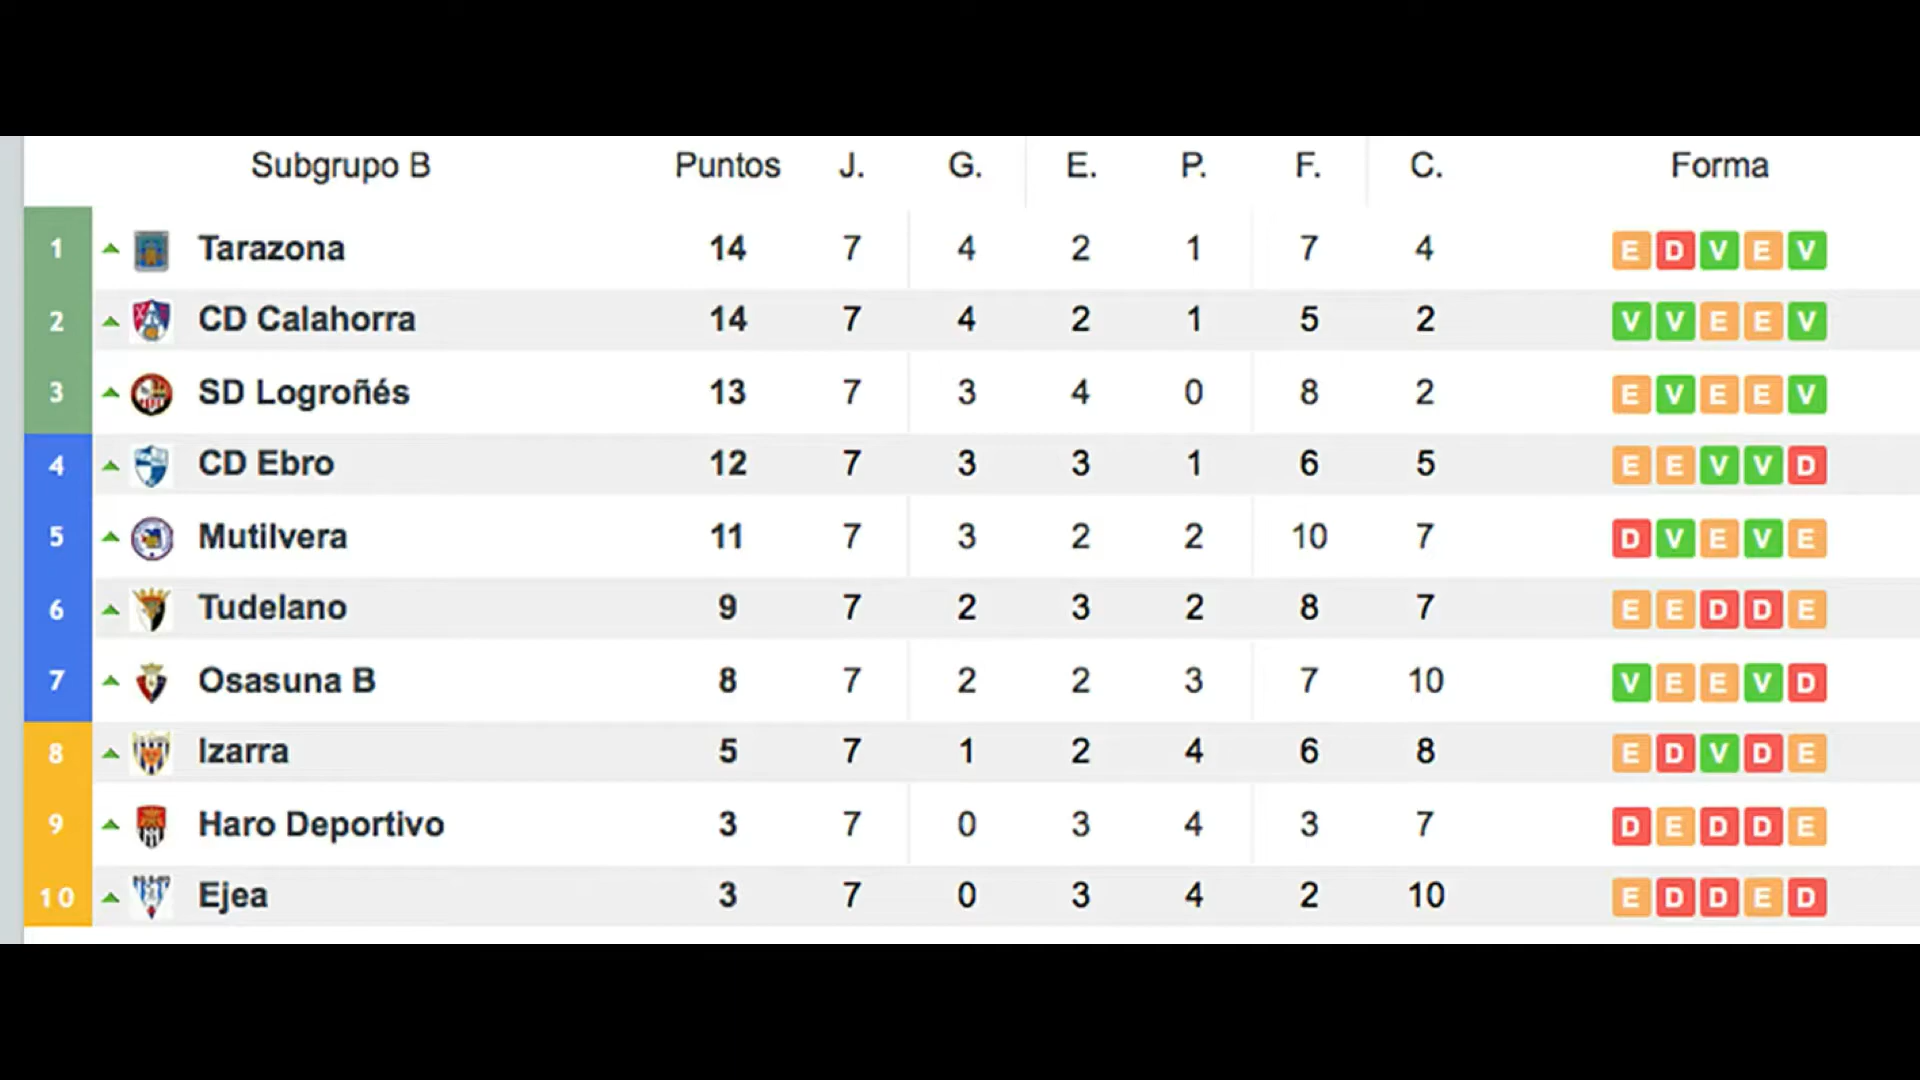 Subgrupo B Puntos J. G. E. P. F. C. Forma
1 Tarazona 14 7 4 2 1 7 4 E D V E V
2 CD Calahorra 14 7 4 2 1 5 2 V V E E V
3 SD Logroñés 13 7 3 4 0 8 2 E V E E V
4 CD Ebro 12 7 3 3 1 6 5 E E V V D
5 Mutilvera 11 7 3 2 2 10 7 D V E V E
6 Tudelano 9 7 2 3 2 8 7 E E D D E
7 Osasuna B 8 7 2 2 3 7 10 V E E V D
8 Izarra 5 7 1 2 4 6 8 E D V D E
9 Haro Deportivo 3 7 0 3 4 3 7 D E D D E
10 Ejea 3 7 0 3 4 2 10 E D D E D